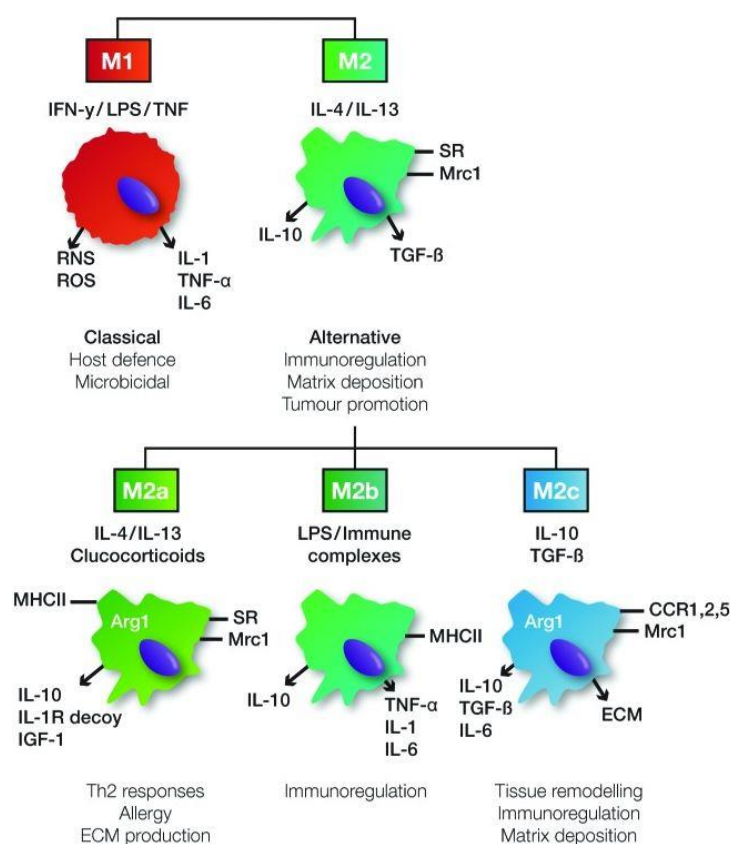 M1
M2
IFN-y/LPS/TNF
IL-4/IL-13
SR
Mrc1
IL-10
TGF-ß
RNS
ROS
IL-1
TNF-α
IL-6
Classical
Host defence
Microbicidal
Alternative
Immunoregulation
Matrix deposition
Tumour promotion
M2a
M2b
M2c
IL-4/IL-13
Clucocorticoids
LPS/Immune
complexes
IL-10
TGF-ß
MHCII
Arg1
SR
Mrc1
IL-10
IL-1R decoy
IGF-1
MHCII
IL-10
TNF-α
IL-1
IL-6
Arg1
CCR1,2,5
Mrc1
IL-10
TGF-ß
IL-6
ECM
Th2 responses
Allergy
ECM production
Immunoregulation
Tissue remodelling
Immunoregulation
Matrix deposition